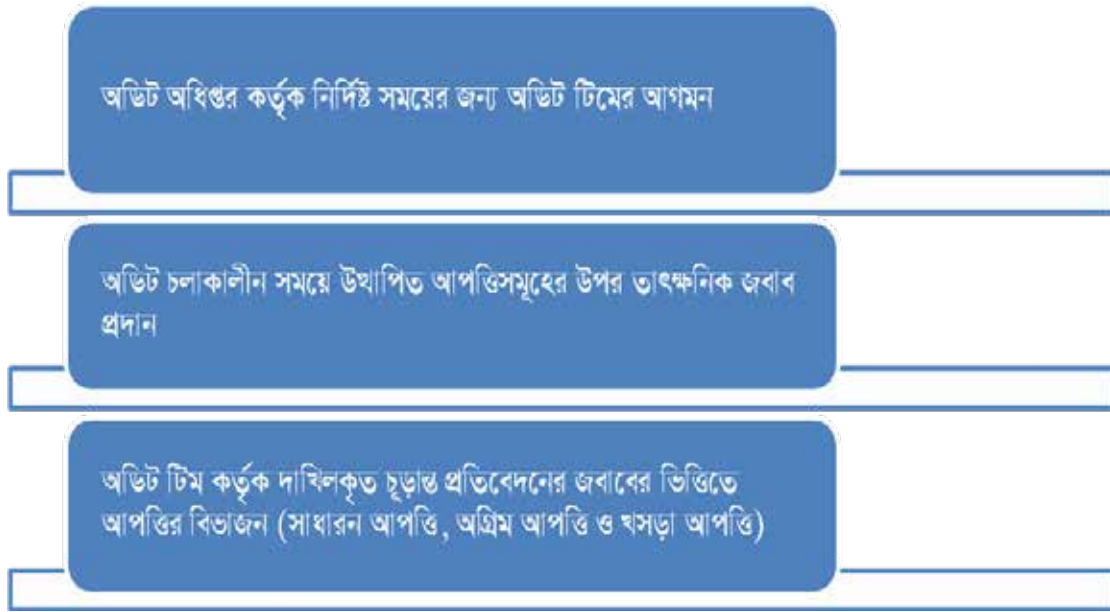 অডিট অধিপ্তর কর্তৃক নির্দিষ্ট সময়ের জন্য অডিট টিমের আগমন
অডিট চলাকালীন সময়ে উত্থাপিত আপত্তিসমূহের উপর তাৎক্ষনিক জবাব
প্রদান
অডিট টিম কর্তৃক দাখিলকৃত চূড়ান্ত প্রতিবেদনের জবাবের ভিত্তিতে
আপত্তির বিভাজন (সাধারন আপত্তি, অগ্রিম আপত্তি ও খসড়া আপত্তি)